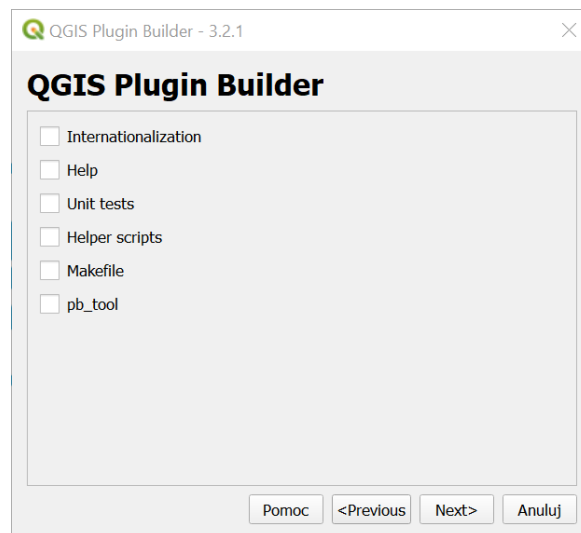 QGIS Plugin Builder - 3.2.1
QGIS Plugin Builder
Internationalization
Help
Unit tests
Helper scripts
Makefile
pb_tool
Pomoc <Previous Next> Anuluj